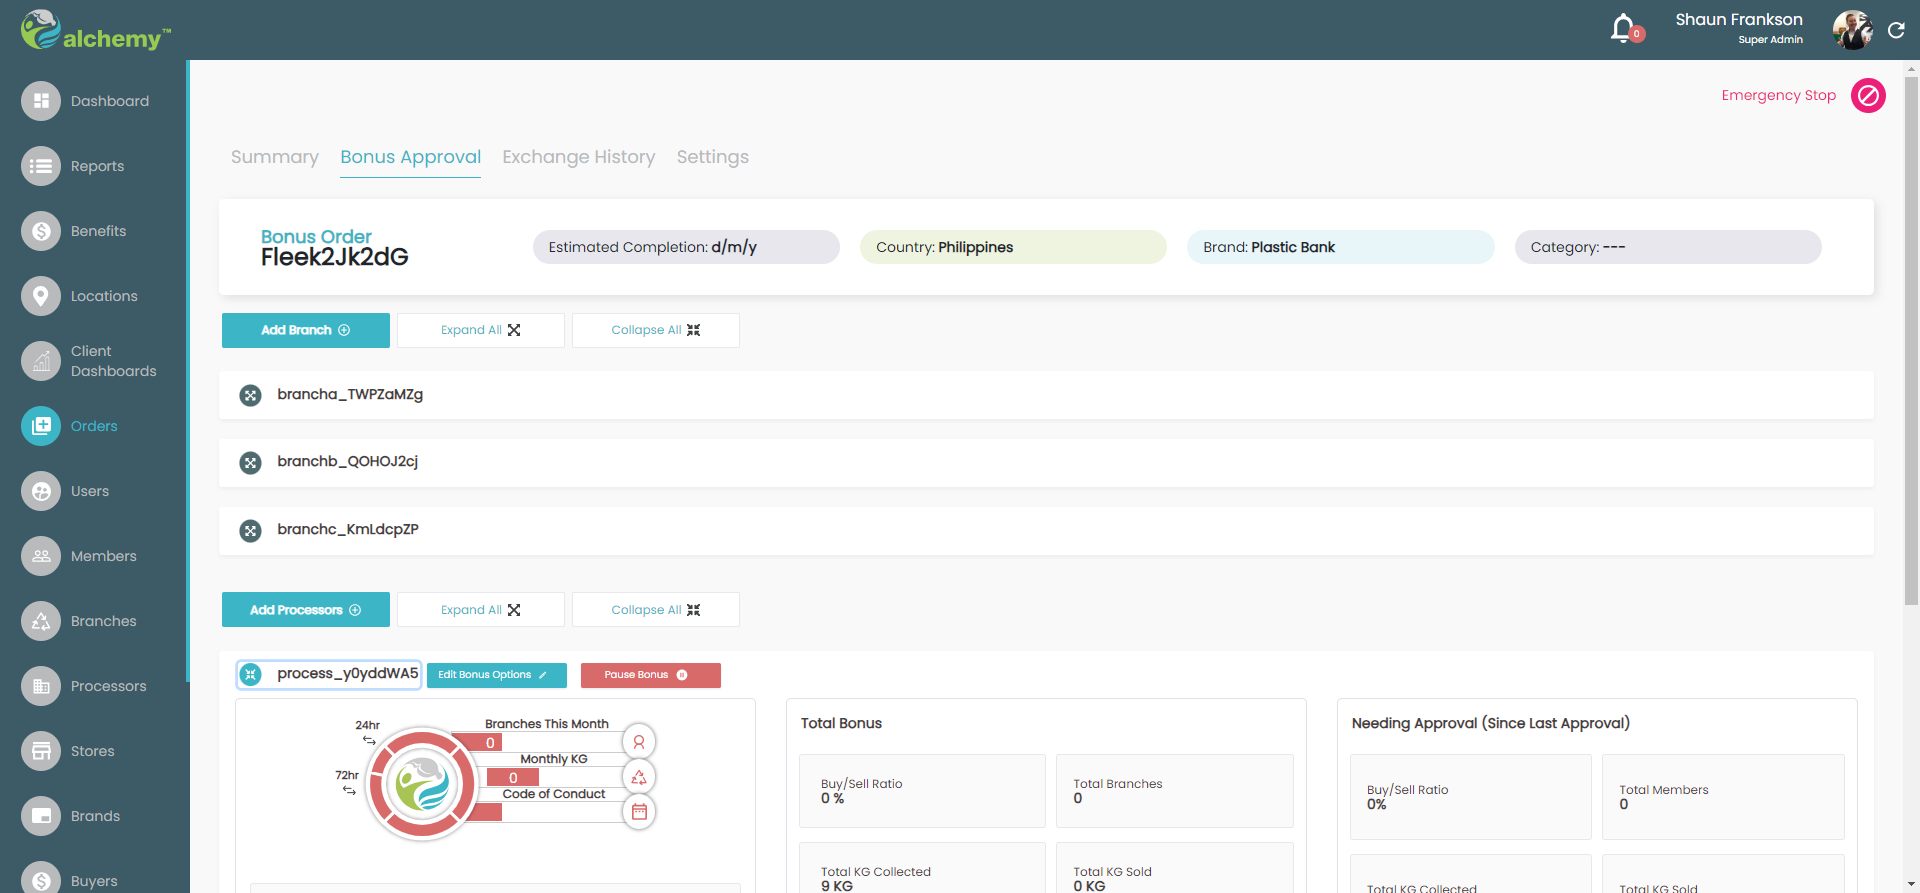 alchemy™
0
Shaun Frankson
Super Admin
Dashboard
Reports
Benefits
Locations
Client
Dashboards
Orders
Users
Members
Branches
Processors
Stores
Brands
Buyers
Emergency Stop
Summary
Bonus Approval
Exchange History
Settings
Bonus Order
Fleek2Jk2dG
Estimated Completion: d/m/y
Country: Philippines
Brand: Plastic Bank
Category: ---
Add Branch
Expand All
Collapse All
brancha_TWPZaMZg
branchb_QOHOJ2cj
branchc_KmLdcpZP
Add Processors
Expand All
Collapse All
process_y0yddWA5
Edit Bonus Options
Pause Bonus
24hr
72hr
Branches This Month
0
Monthly KG
0
Code of Conduct
Total Bonus
Buy/Sell Ratio
0 %
Total Branches
0
Total KG Collected
9 KG
Total KG Sold
0 KG
Needing Approval (Since Last Approval)
Buy/Sell Ratio
0%
Total Members
0
Total KG Collected
Total KG Sold